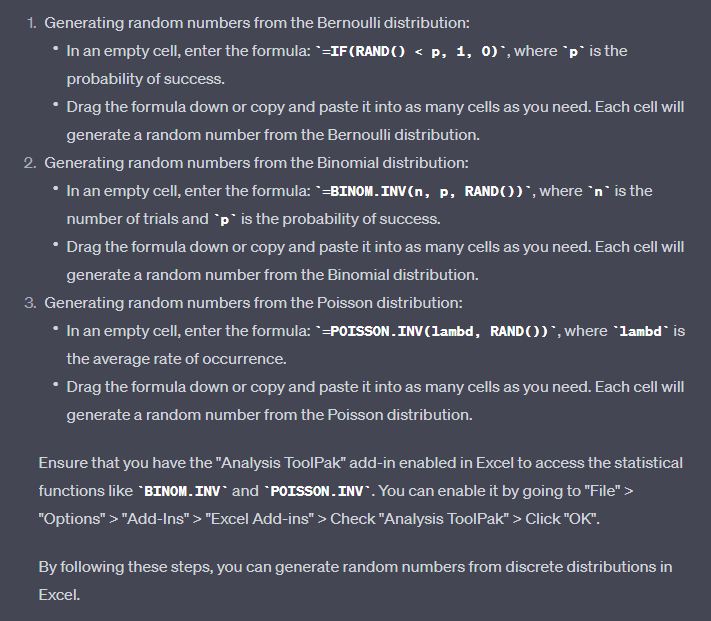 1. Generating random numbers from the Bernoulli distribution:
• In an empty cell, enter the formula: `=IF(RAND() < p, 1, 0)`, where `p` is the
probability of success.
• Drag the formula down or copy and paste it into as many cells as you need. Each cell will
generate a random number from the Bernoulli distribution.
2. Generating random numbers from the Binomial distribution:
• In an empty cell, enter the formula: `=BINOM.INV(n, p, RAND())`, where `n` is the
number of trials and `p` is the probability of success.
• Drag the formula down or copy and paste it into as many cells as you need. Each cell will
generate a random number from the Binomial distribution.
3. Generating random numbers from the Poisson distribution:
• In an empty cell, enter the formula: `=POISSON.INV(lambd, RAND())`, where `lambd` is
the average rate of occurrence.
• Drag the formula down or copy and paste it into as many cells as you need. Each cell will
generate a random number from the Poisson distribution.
Ensure that you have the "Analysis ToolPak" add-in enabled in Excel to access the statistical
functions like `BINOM.INV` and `POISSON.INV`. You can enable it by going to "File" >
"Options" > "Add-Ins" > "Excel Add-ins" > Check "Analysis ToolPak" > Click "OK".
By following these steps, you can generate random numbers from discrete distributions in
Excel.